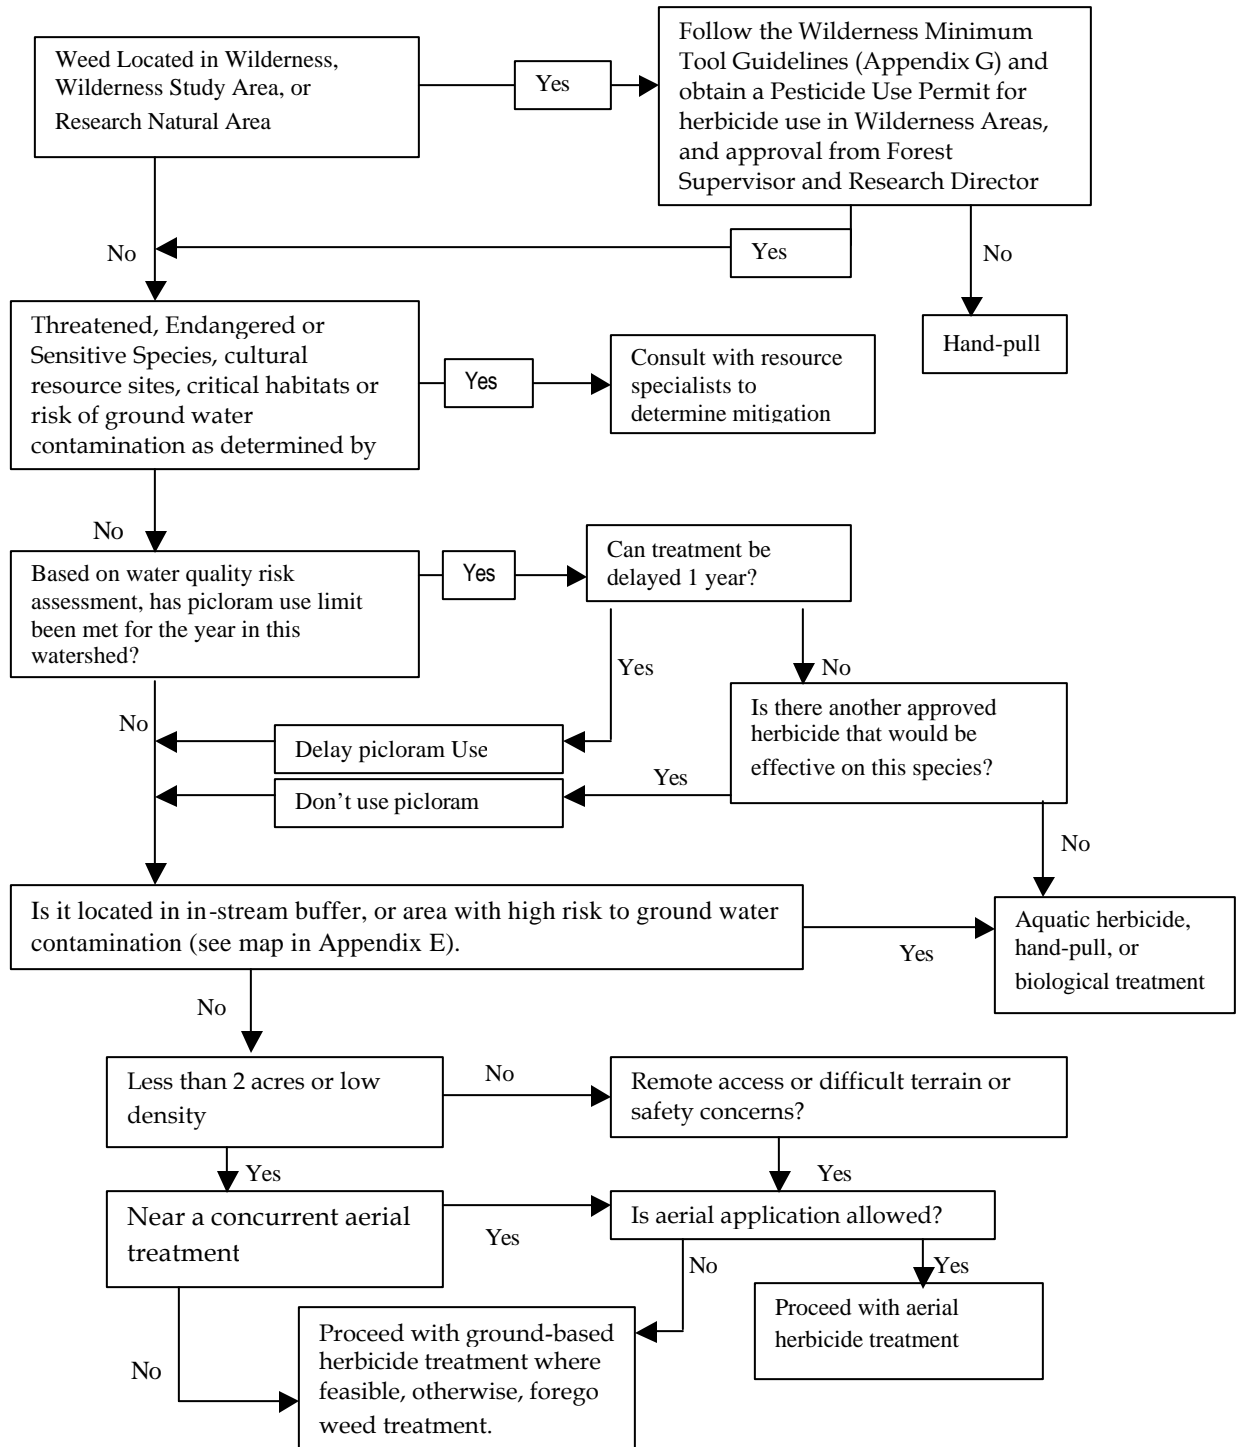 Weed Located in Wilderness,
Wilderness Study Area, or
Research Natural Area
Yes
Follow the Wilderness Minimum
Tool Guidelines (Appendix G) and
obtain a Pesticide Use Permit for
herbicide use in Wilderness Areas,
and approval from Forest
Supervisor and Research Director
No
Yes
No
Hand-pull
Threatened, Endangered or
Sensitive Species, cultural
resource sites, critical habitats or
risk of ground water
contamination as determined by
Yes
Consult with resource
specialists to
determine mitigation
No
Based on water quality risk
assessment, has picloram use limit
been met for the year in this
watershed?
Yes
Can treatment be
delayed 1 year?
Yes
No
No
Delay picloram Use
Is there another approved
herbicide that would be
effective on this species?
Yes
Don't use picloram
No
Is it located in in-stream buffer, or area with high risk to ground water
contamination (see map in Appendix E).
Yes
Aquatic herbicide,
hand-pull, or
biological treatment
No
Less than 2 acres or low
density
No
Remote access or difficult terrain or
safety concerns?
Yes
Yes
Near a concurrent aerial
treatment
Yes
Is aerial application allowed?
No
Yes
Proceed with aerial
herbicide treatment
No
Proceed with ground-based
herbicide treatment where
feasible, otherwise, forego
weed treatment.